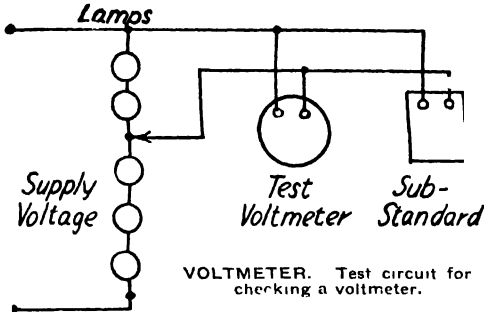 Lamps
Supply
Voltage
Test
Voltmeter
Sub-
Standard
VOLTMETER. Test circuit for
checking a voltmeter.